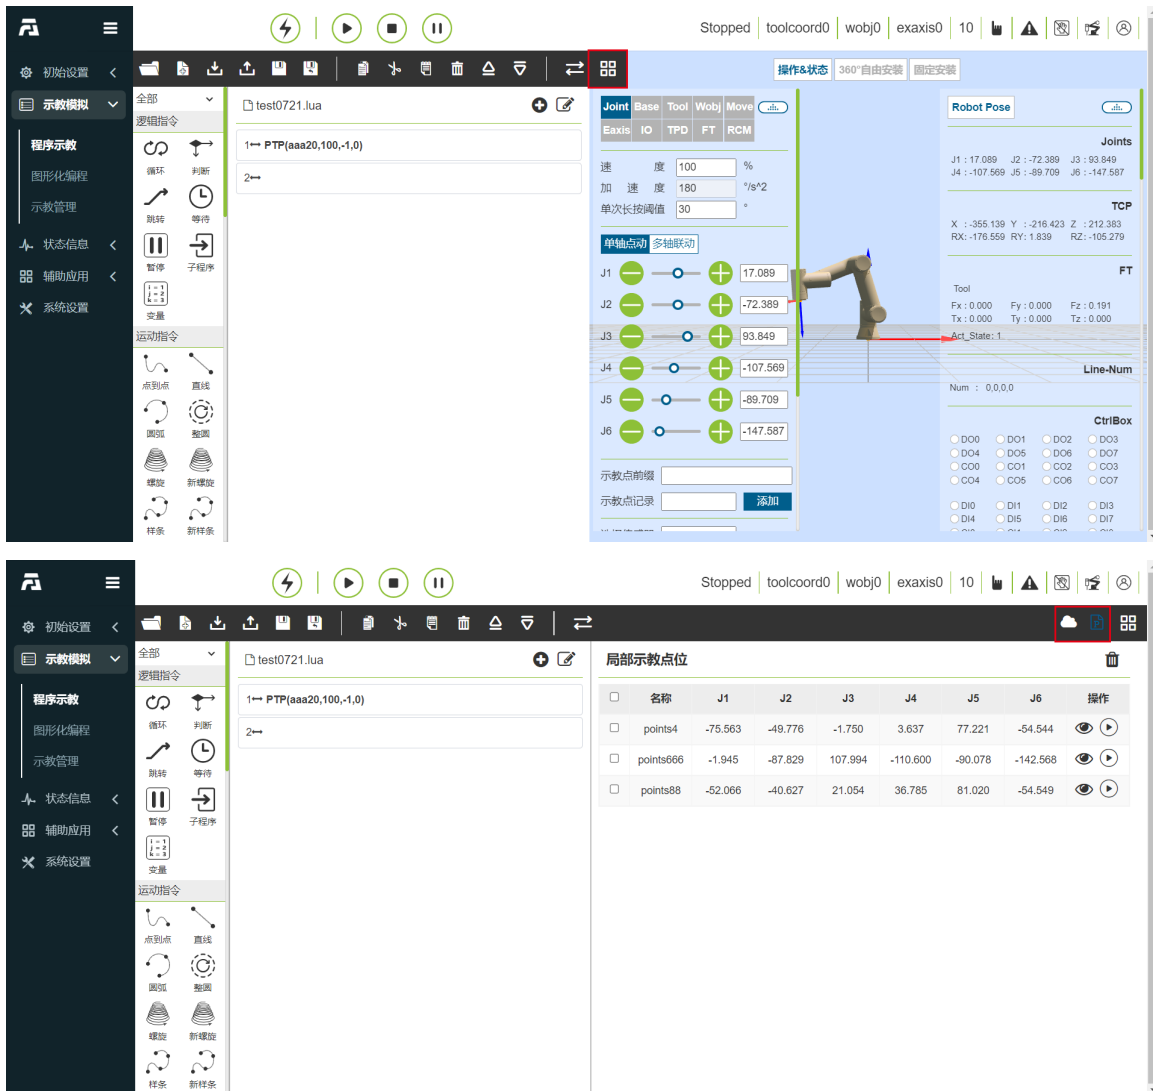 Stopped toolcoord0 wobj0 exaxis0 10
初始设置
示教模拟
程序示教
图形化编程
示教管理
状态信息
辅助应用
系统设置
全部
逻辑指令
循环 判断
跳转 等待
暂停 子程序
i = 1
j = 2
k = 3
变量
运动指令
点到点 直线
圆弧 整圆
螺旋 新螺旋
样条 新样条
test0721.lua
1 PTP(aaa20,100,-1,0)
2
操作&状态 360°自由安装 固定安装
Joint Base Tool Wobj Move
Eaxis IO TPD FT RCM
速 度 100 %
加 速 度 180 °/s^2
单次长按阈值 30 °
单轴点动 多轴联动
J1 17.089
J2 -72.389
J3 93.849
J4 -107.569
J5 -89.709
J6 -147.587
示教点前缀
示教点记录 添加
Robot Pose
Joints
J1 : 17.089 J2 : -72.389 J3 : 93.849
J4 : -107.569 J5 : -89.709 J6 : -147.587
TCP
X : -355.139 Y : -216.423 Z : 212.383
RX: -176.559 RY: 1.839 RZ: -105.279
FT
Tool
Fx : 0.000 Fy : 0.000 Fz : 0.191
Tx : 0.000 Ty : 0.000 Tz : 0.000
Act_State: 1
Line-Num
Num : 0,0,0,0
CtrlBox
DO0 DO1 DO2 DO3
DO4 DO5 DO6 DO7
CO0 CO1 CO2 CO3
CO4 CO5 CO6 CO7
DI0 DI1 DI2 DI3
DI4 DI5 DI6 DI7
Stopped toolcoord0 wobj0 exaxis0 10
初始设置
示教模拟
程序示教
图形化编程
示教管理
状态信息
辅助应用
系统设置
全部
逻辑指令
循环 判断
跳转 等待
暂停 子程序
i = 1
j = 2
k = 3
变量
运动指令
点到点 直线
圆弧 整圆
螺旋 新螺旋
样条 新样条
test0721.lua
1 PTP(aaa20,100,-1,0)
2
局部示教点位
名称 J1 J2 J3 J4 J5 J6 操作
points4 -75.563 -49.776 -1.750 3.637 77.221 -54.544
points666 -1.945 -87.829 107.994 -110.600 -90.078 -142.568
points88 -52.066 -40.627 21.054 36.785 81.020 -54.549